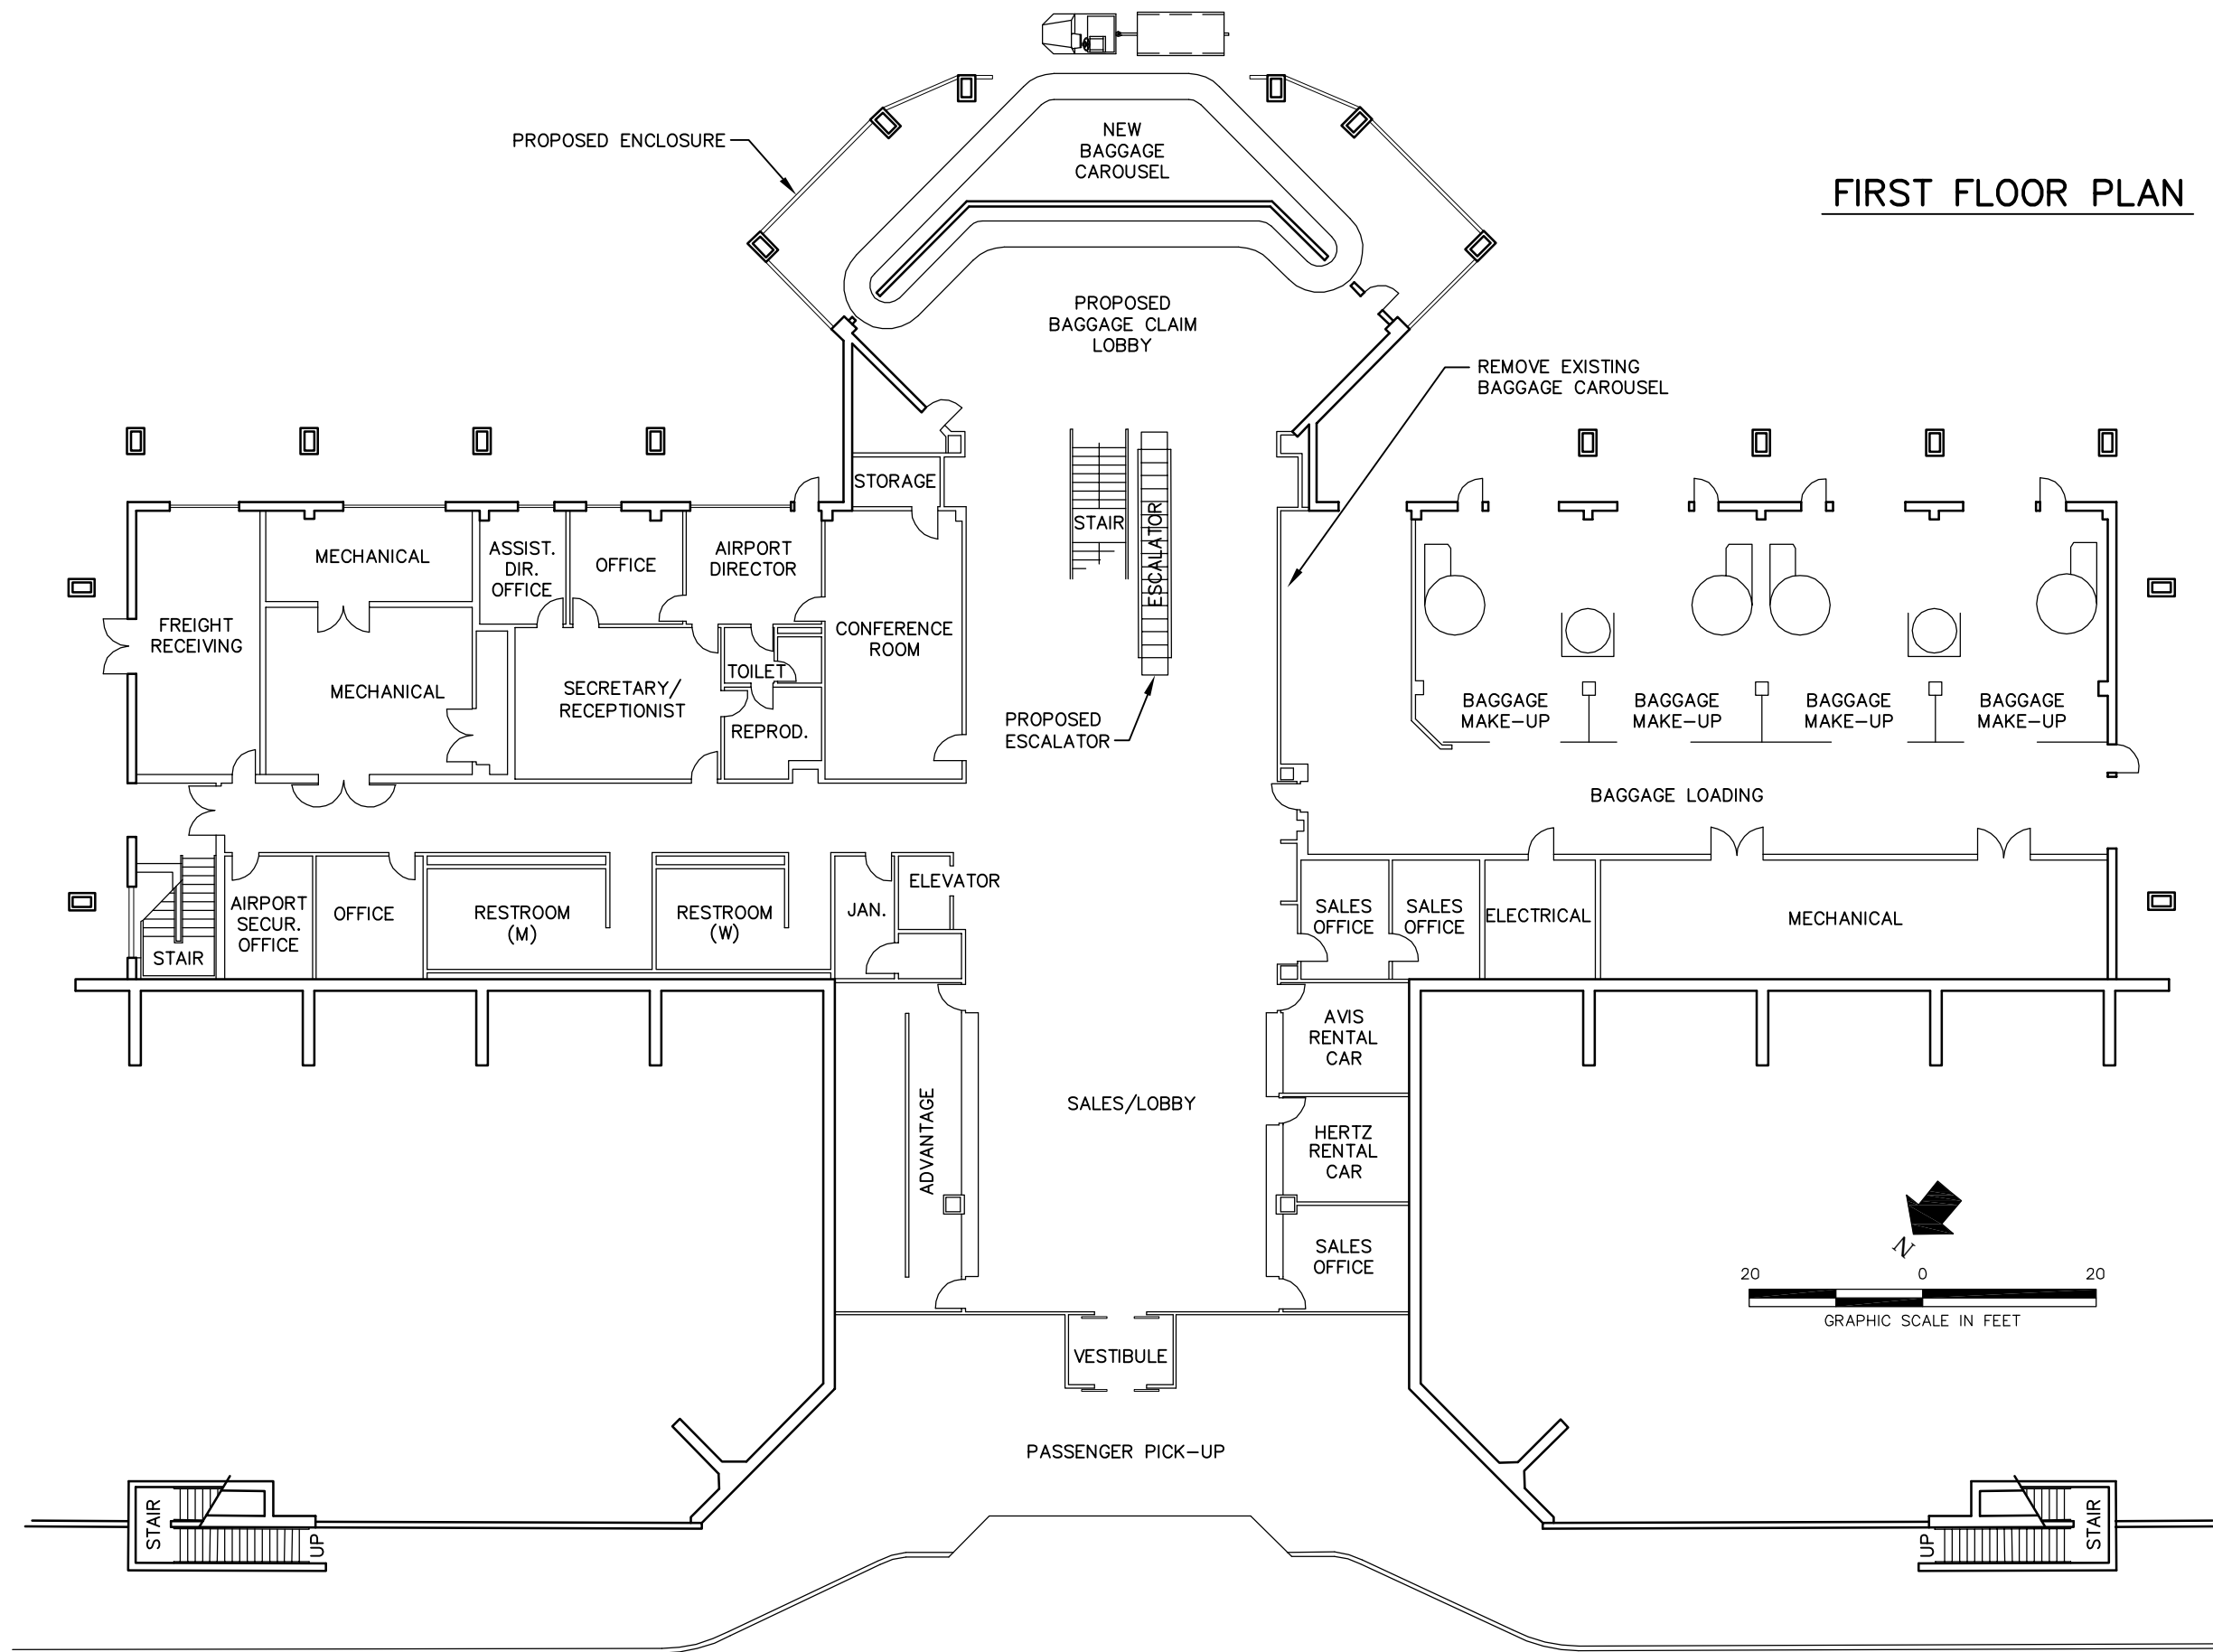 PROPOSED ENCLOSURE
NEW
BAGGAGE
CAROUSEL
FIRST FLOOR PLAN
PROPOSED
BAGGAGE CLAIM
LOBBY
REMOVE EXISTING
BAGGAGE CAROUSEL
STORAGE
STAIR
ESCALATOR
MECHANICAL
ASSIST.
DIR.
OFFICE
OFFICE
AIRPORT
DIRECTOR
FREIGHT
RECEIVING
CONFERENCE
ROOM
MECHANICAL
SECRETARY/
RECEPTIONIST
TOILET
REPROD.
PROPOSED
ESCALATOR
BAGGAGE
MAKE-UP
BAGGAGE
MAKE-UP
BAGGAGE
MAKE-UP
BAGGAGE
MAKE-UP
BAGGAGE LOADING
STAIR
AIRPORT
SECUR.
OFFICE
OFFICE
RESTROOM
(M)
RESTROOM
(W)
JAN.
ELEVATOR
SALES
OFFICE
SALES
OFFICE
ELECTRICAL
MECHANICAL
AVIS
RENTAL
CAR
ADVANTAGE
SALES/LOBBY
HERTZ
RENTAL
CAR
SALES
OFFICE
N
20 0 20
GRAPHIC SCALE IN FEET
VESTIBULE
PASSENGER PICK-UP
STAIR
UP
UP
STAIR